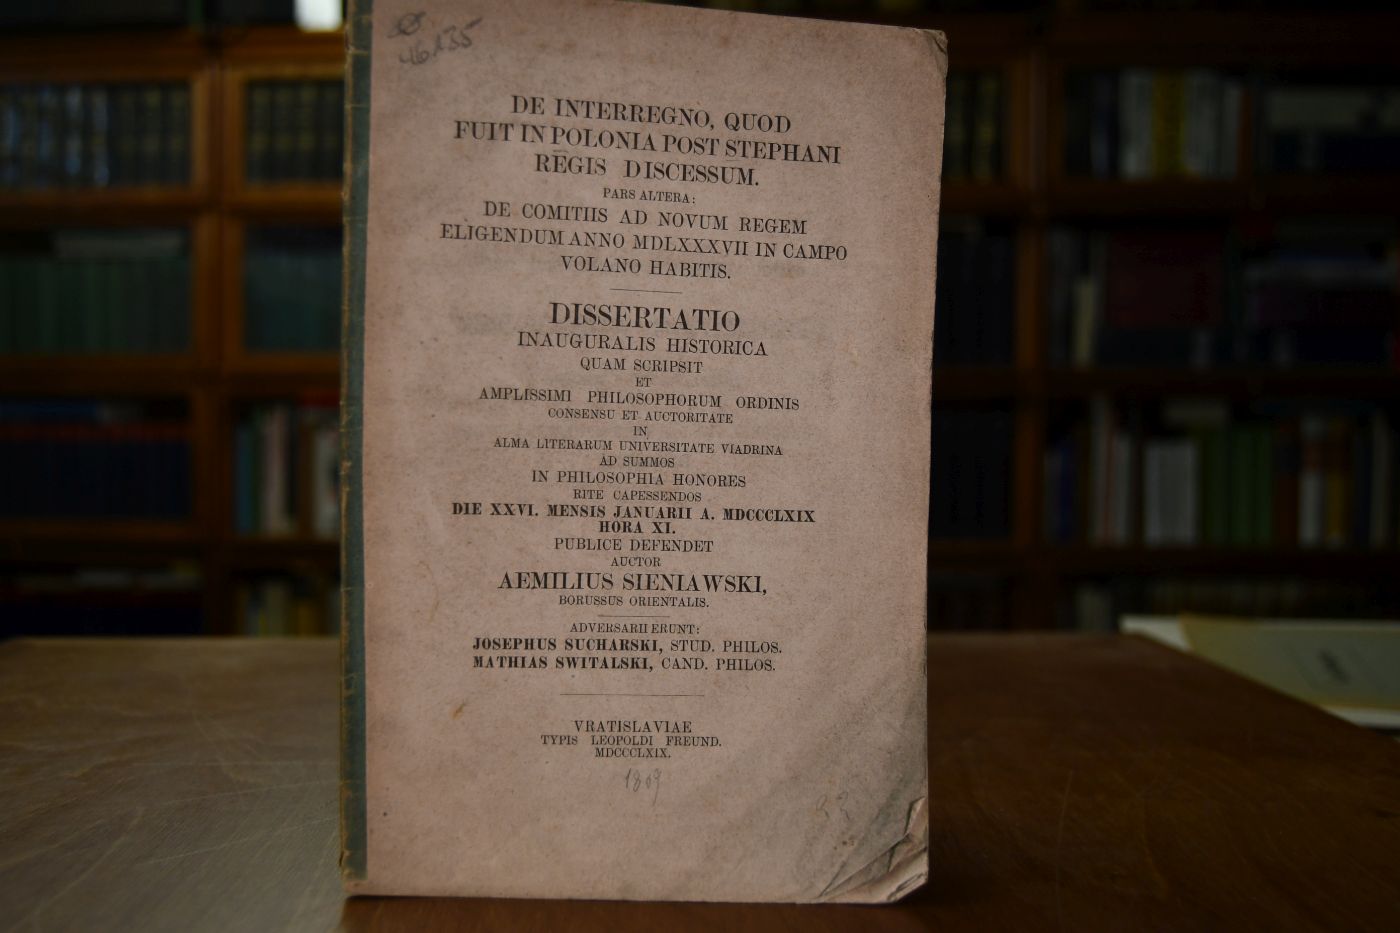 46135
DE INTERREGNO, QUOD
FUIT IN POLONIA POST STEPHANI
REGIS DISCESSUM.
PARS ALTERA:
DE COMITIIS AD NOVUM REGEM
ELIGENDUM ANNO MDLXXXVII IN CAMPO
VOLANO HABITIS.
DISSERTATIO
INAUGURALIS HISTORICA
QUAM SCRIPSIT
ET
AMPLISSIMI PHILOSOPHORUM ORDINIS
CONSENSU ET AUCTORITATE
IN
ALMA LITERARUM UNIVERSITATE VIADRINA
AD SUMMOS
IN PHILOSOPHIA HONORES
RITE CAPESSENDOS
DIE XXVI. MENSIS JANUARII A. MDCCCLXIX
HORA XI.
PUBLICE DEFENDET
AUCTOR
AEMILIUS SIENIAWSKI,
BORUSSUS ORIENTALIS.
ADVERSARII ERUNT:
JOSEPHUS SUCHARSKI, STUD. PHILOS.
MATHIAS SWITALSKI, CAND. PHILOS.
VRATISLAVIAE
TYPIS LEOPOLDI FREUND.
MDCCCLXIX.